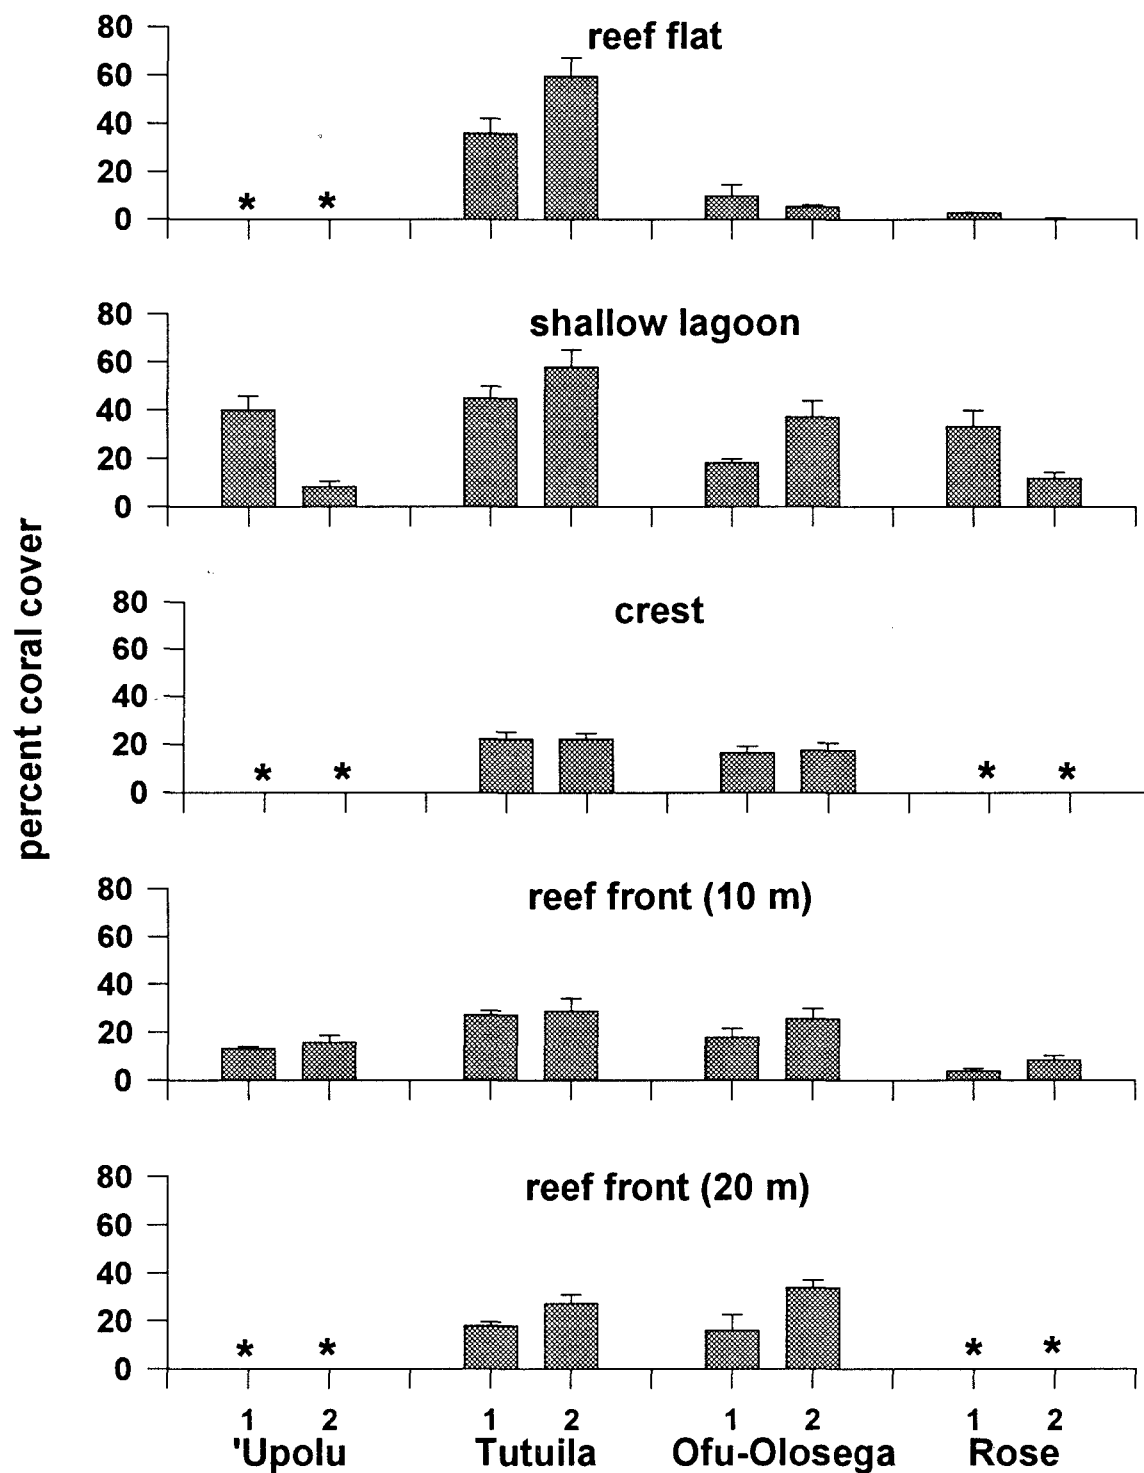 percent coral cover
reef flat
80
60
40
20
0
* *
shallow lagoon
80
60
40
20
0
crest
80
60
40
20
0
* * * *
reef front (10 m)
80
60
40
20
0
reef front (20 m)
80
60
40
20
0
* * * *
1 2 1 2 1 2 1 2
'Upolu Tutuila Ofu-Olosega Rose